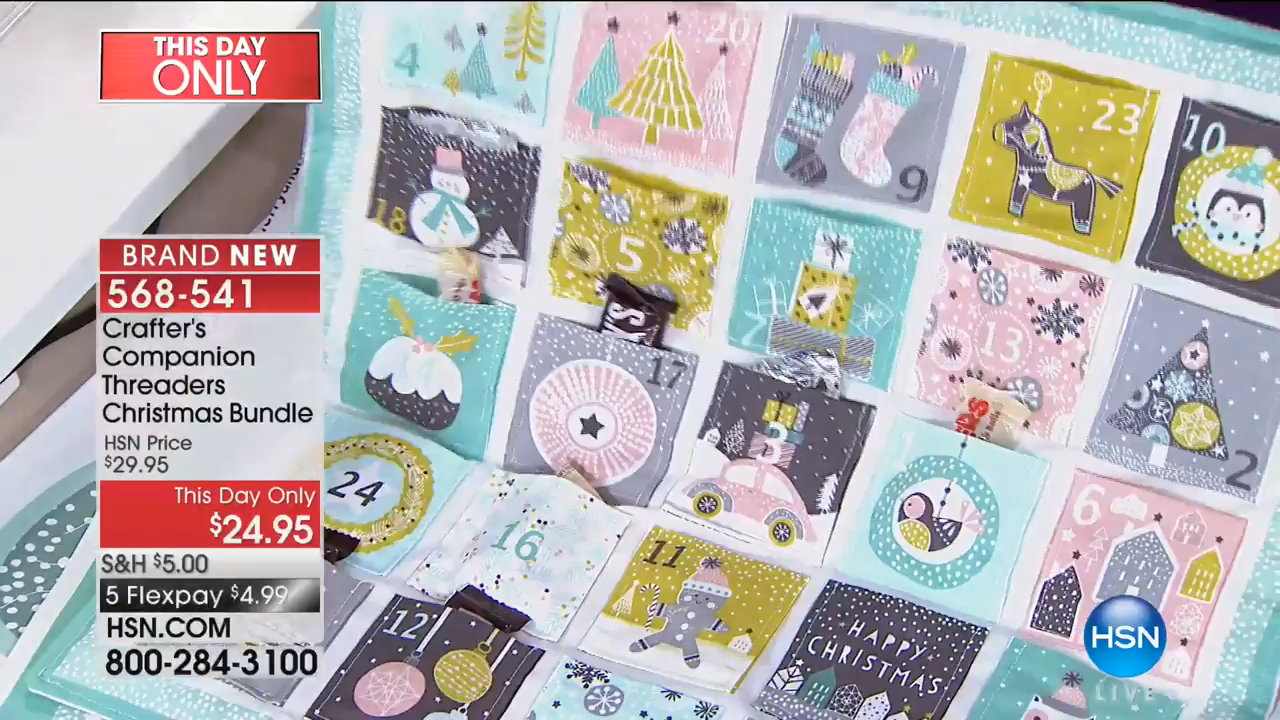 THIS DAY
ONLY
BRAND NEW
568-541
Crafter's
Companion
Threaders
Christmas Bundle
HSN Price
$29.95
This Day Only
$24.95
S&H $5.00
5 Flexpay $4.99
HSN.COM
800-284-3100
4
20
9
23
10
18
5
7
13
17
3
1
2
24
16
11
6
12
HAPPY
CHRISTMAS
HSN
LIVE